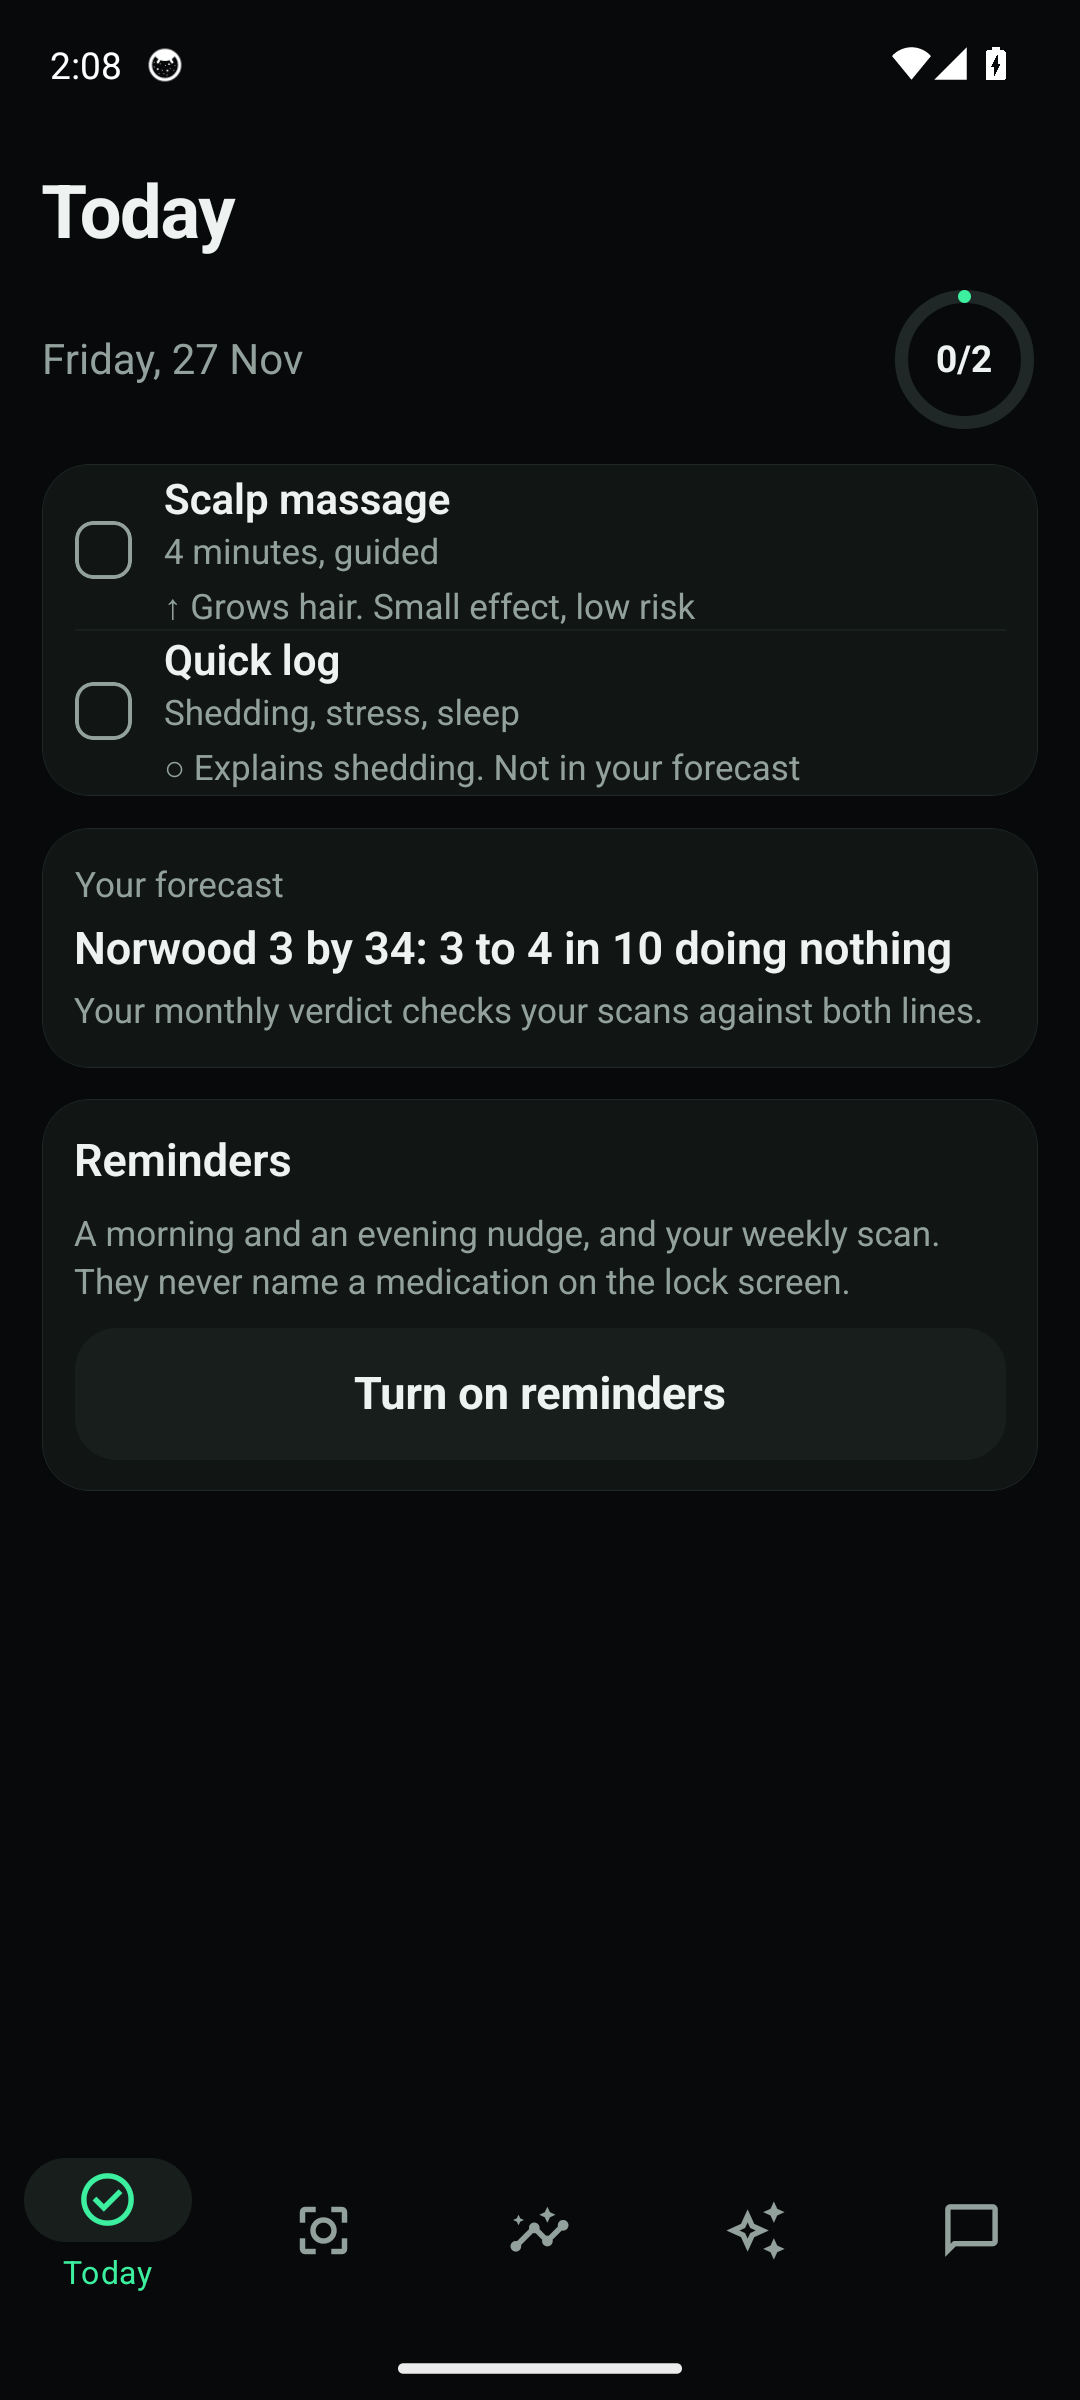 2:08
Today
Friday, 27 Nov
0/2
Scalp massage
4 minutes, guided
↑ Grows hair. Small effect, low risk
Quick log
Shedding, stress, sleep
○ Explains shedding. Not in your forecast
Your forecast
Norwood 3 by 34: 3 to 4 in 10 doing nothing
Your monthly verdict checks your scans against both lines.
Reminders
A morning and an evening nudge, and your weekly scan.
They never name a medication on the lock screen.
Turn on reminders
Today